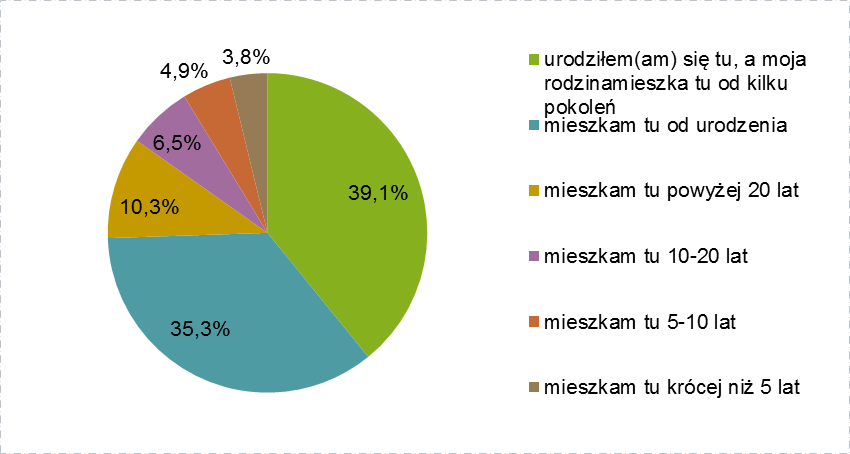 3,8%
4,9%
6,5%
10,3%
39,1%
35,3%
urodziłem(am) się tu, a moja
rodzinamieszka tu od kilku
pokoleń
mieszkam tu od urodzenia
mieszkam tu powyżej 20 lat
mieszkam tu 10-20 lat
mieszkam tu 5-10 lat
mieszkam tu krócej niż 5 lat